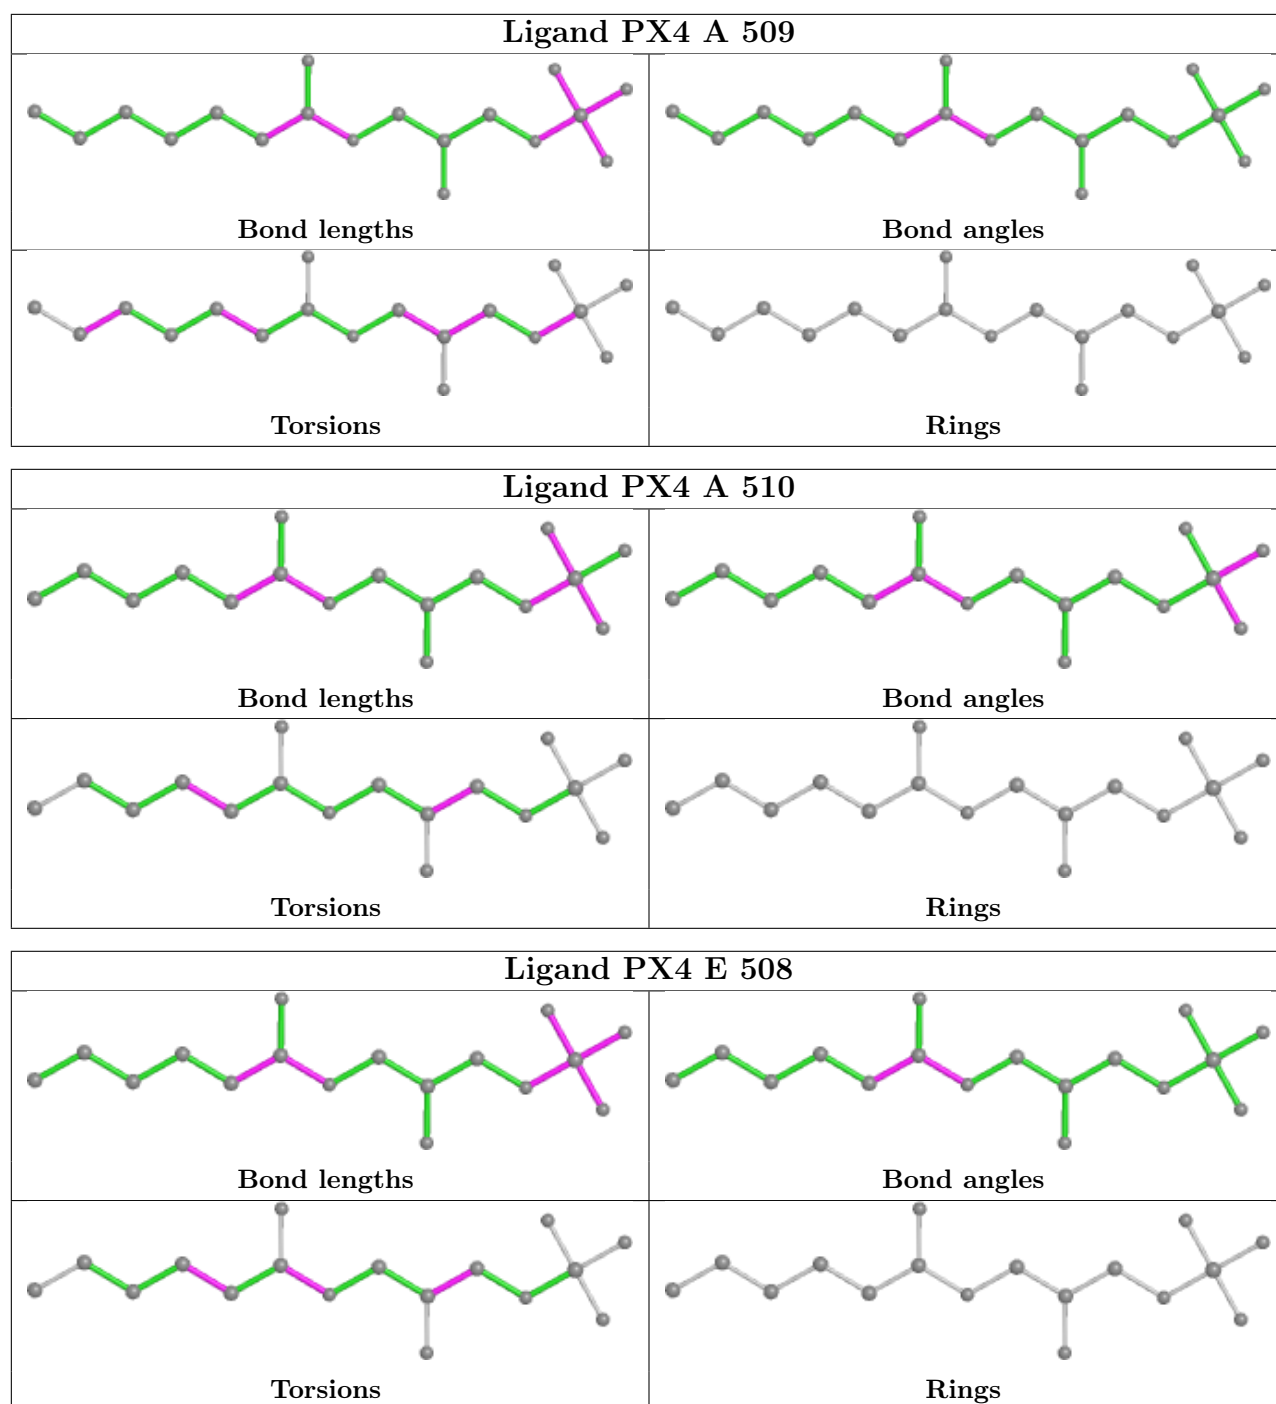 Ligand PX4 A 509
Bond lengths
Bond angles
Torsions
Rings
Ligand PX4 A 510
Bond lengths
Bond angles
Torsions
Rings
Ligand PX4 E 508
Bond lengths
Bond angles
Torsions
Rings